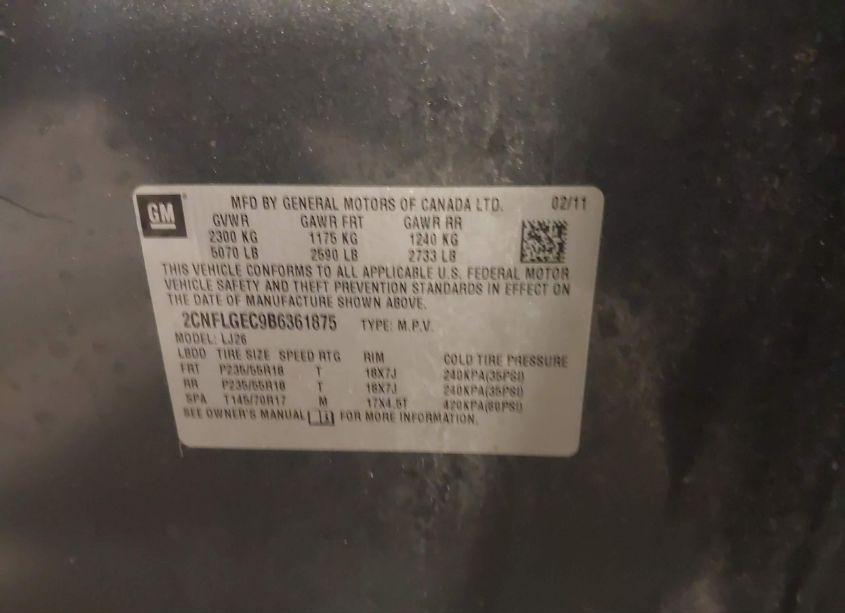 GM MFD BY GENERAL MOTORS OF CANADA LTD. 02/11
GVWR GAWR FRT GAWR RR
2300 KG 1175 KG 1240 KG
5070 LB 2590 LB 2733 LB
THIS VEHICLE CONFORMS TO ALL APPLICABLE U.S. FEDERAL MOTOR
VEHICLE SAFETY AND THEFT PREVENTION STANDARDS IN EFFECT ON
THE DATE OF MANUFACTURE SHOWN ABOVE.
2CNFLGEC9B6361875 TYPE: M.P.V.
MODEL: LJ26
LBDD TIRE SIZE SPEED RTG RIM COLD TIRE PRESSURE
FRT P235/55R18 T 18X7J 240KPA(35PSI)
RR P235/55R18 T 18X7J 240KPA(35PSI)
SPA T145/70R17 M 17X4.5T 420KPA(60PSI)
SEE OWNER'S MANUAL FOR MORE INFORMATION.